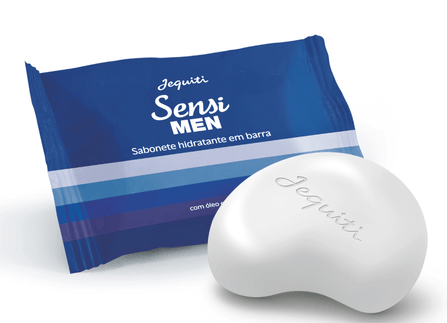 Jequiti
Sensi
MEN
Sabonete hidratante em barra
com óleo
Jequiti